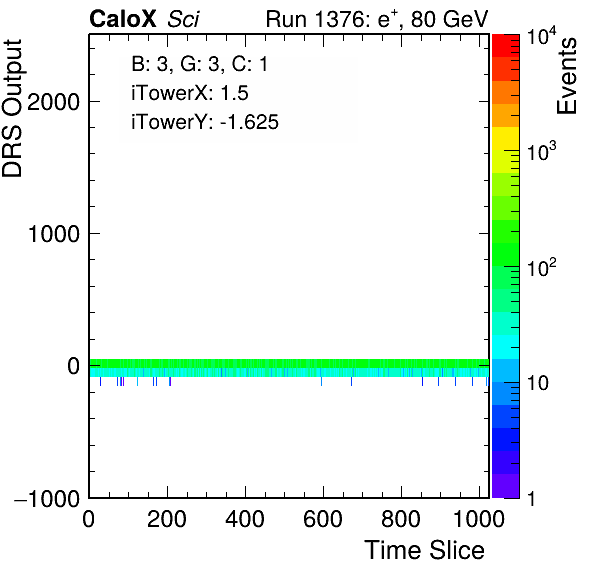 CaloX Sci Run 1376: e+, 80 GeV
B: 3, G: 3, C: 1
iTowerX: 1.5
iTowerY: -1.625
DRS Output
2000
1000
0
−1000
0 200 400 600 800 1000
Time Slice
Events
10^4
10^3
10^2
10
1